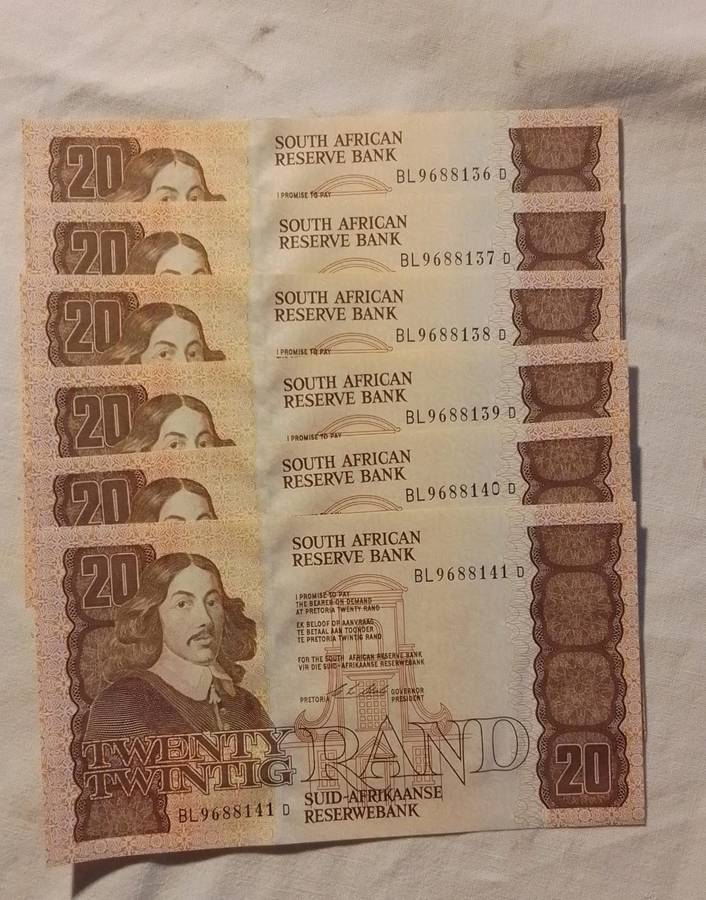 20
SOUTH AFRICAN
RESERVE BANK
BL9688136 D
I PROMISE TO PAY
20
SOUTH AFRICAN
RESERVE BANK
BL9688137 D
20
SOUTH AFRICAN
RESERVE BANK
BL9688138 D
I PROMISE TO PAY
20
SOUTH AFRICAN
RESERVE BANK
BL9688139 D
I PROMISE TO PAY
20
SOUTH AFRICAN
RESERVE BANK
BL9688140 D
20
SOUTH AFRICAN
RESERVE BANK
BL9688141 D
I PROMISE TO PAY
THE BEARER ON DEMAND
AT PRETORIA TWENTY RAND
EK BELOOF OP AANVRAAG
TE BETAAL AAN TOONDER
TE PRETORIA TWINTIG RAND
FOR THE SOUTH AFRICAN RESERVE BANK
VIR DIE SUID-AFRIKAANSE RESERWEBANK
PRETORIA GOVERNOR
PRESIDENT
TWENTY
TWINTIG RAND
20
SUID-AFRIKAANSE
RESERWEBANK
BL9688141 D